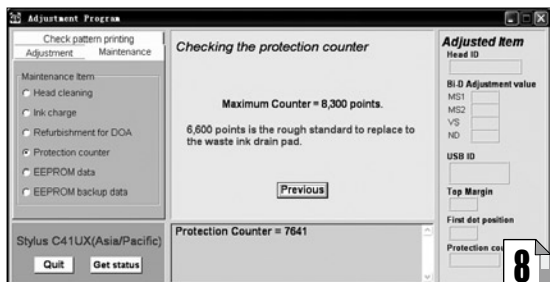 Adjustment Program
Check pattern printing
Adjustment Maintenance
Maintenance Item
Head cleaning
Ink charge
Refurbishment for DOA
Protection counter
EEPROM data
EEPROM backup data
Stylus C41UX(Asia/Pacific)
Quit Get status
Checking the protection counter
Maximum Counter = 8,300 points.
6,600 points is the rough standard to replace to
the waste ink drain pad.
Previous
Protection Counter = 7641
Adjusted Item
Head ID
Bi-D Adjustment value
MS1
MS2
VS
ND
USB ID
Top Margin
First dot position
Protection
8